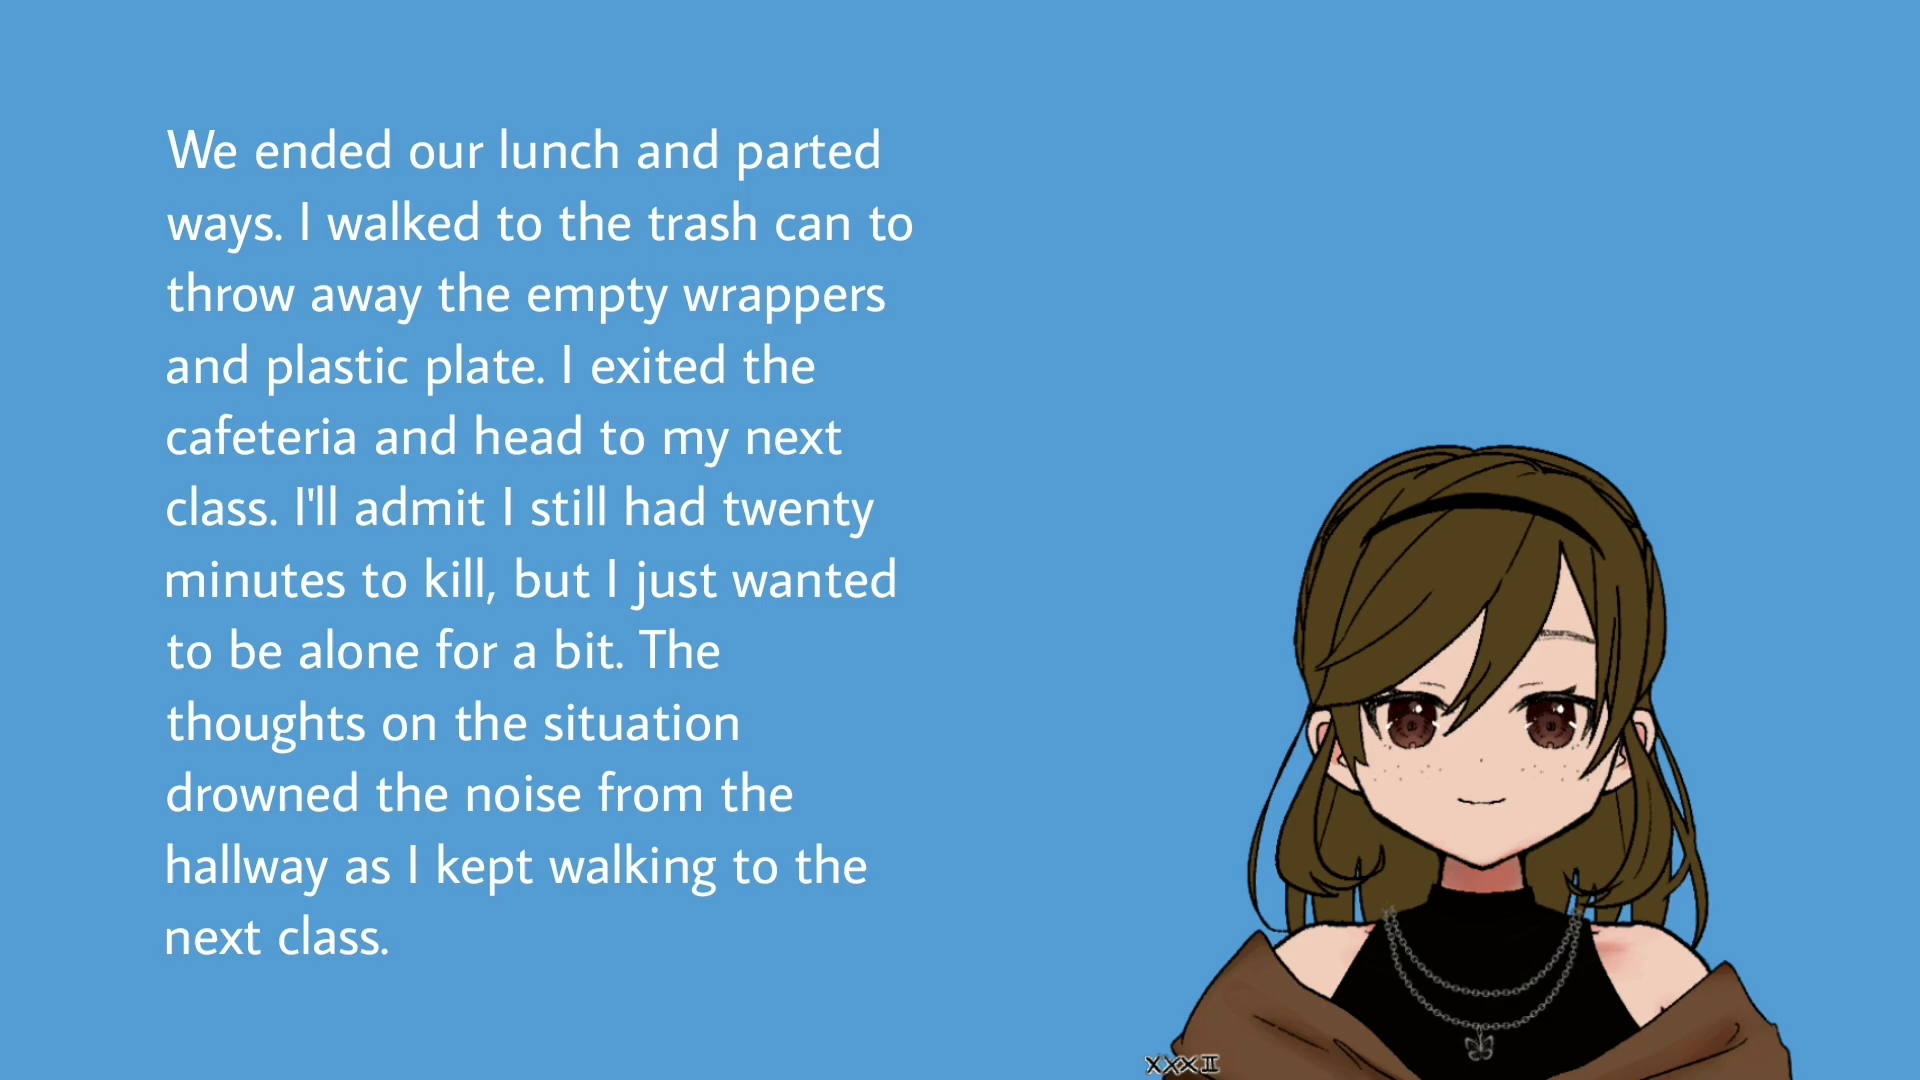 We ended our lunch and parted
ways. I walked to the trash can to
throw away the empty wrappers
and plastic plate. I exited the
cafeteria and head to my next
class. I'll admit I still had twenty
minutes to kill, but I just wanted
to be alone for a bit. The
thoughts on the situation
drowned the noise from the
hallway as I kept walking to the
next class.
XXXII